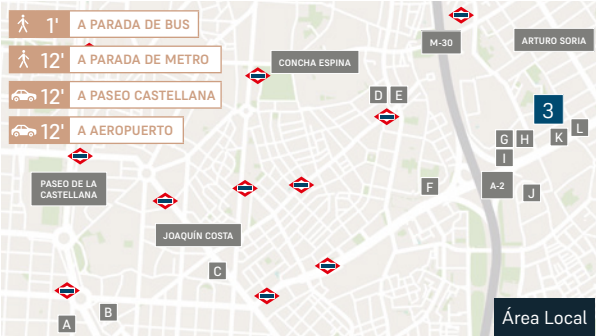 1' A PARADA DE BUS
12' A PARADA DE METRO
12' A PASEO CASTELLANA
12' A AEROPUERTO
M-30
ARTURO SORIA
CONCHA ESPINA
D E
3
G H K L
I
PASEO DE LA
CASTELLANA
F A-2 J
JOAQUÍN COSTA
C
B
A
Área Local